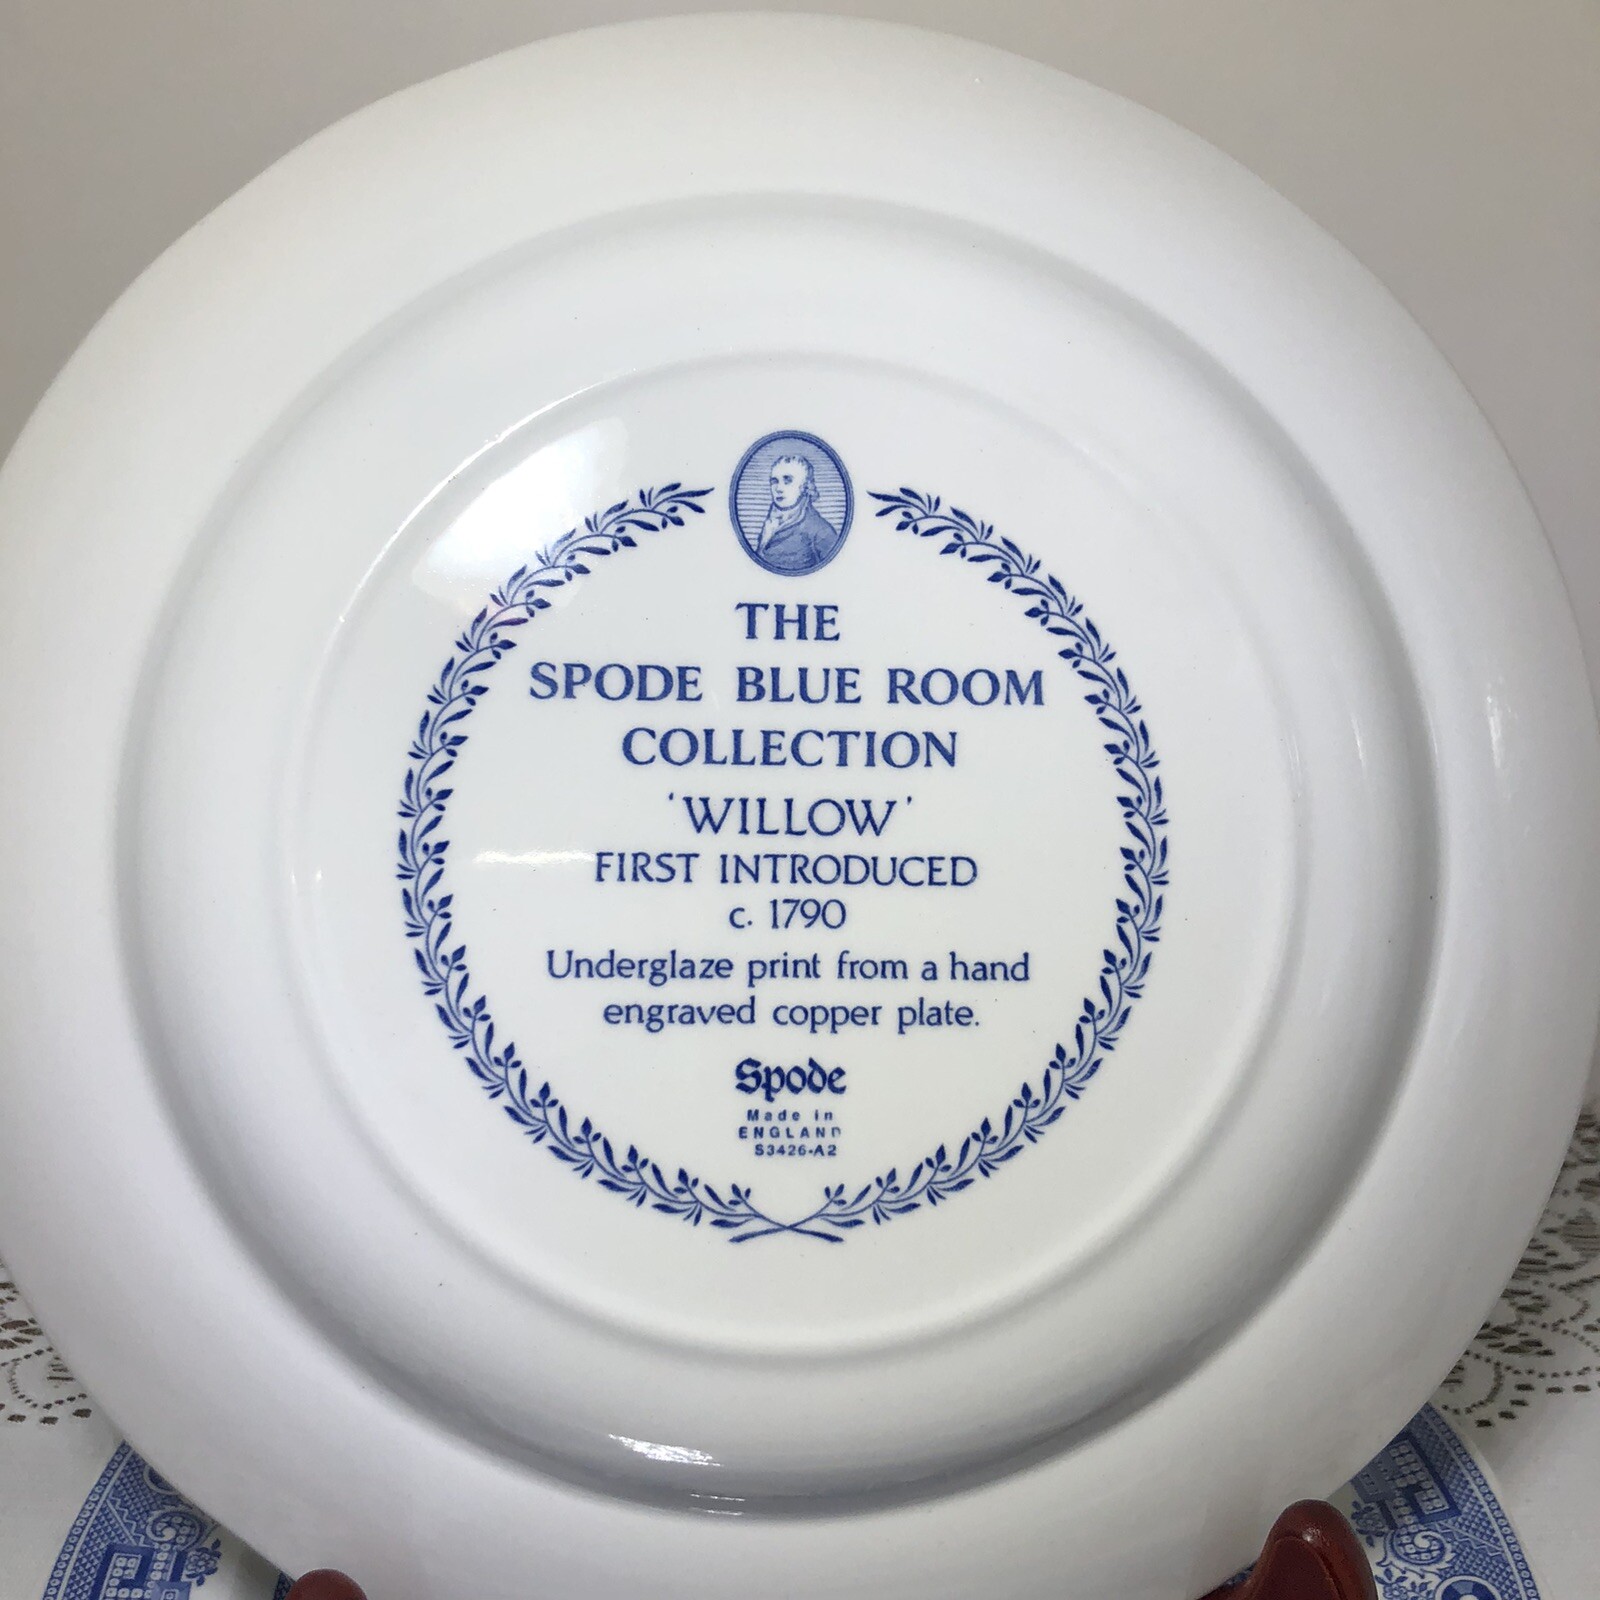 THE
SPODE BLUE ROOM
COLLECTION
‘WILLOW’
FIRST INTRODUCED
c. 1790
Underglaze print from a hand
engraved copper plate.
Spode
Made in
ENGLAND
S3426-A2